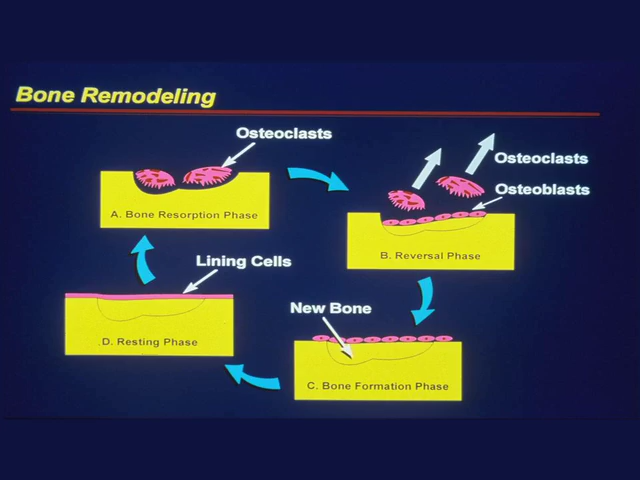 Bone Remodeling
Osteoclasts
A. Bone Resorption Phase
Osteoclasts
Osteoblasts
B. Reversal Phase
Lining Cells
D. Resting Phase
New Bone
C. Bone Formation Phase